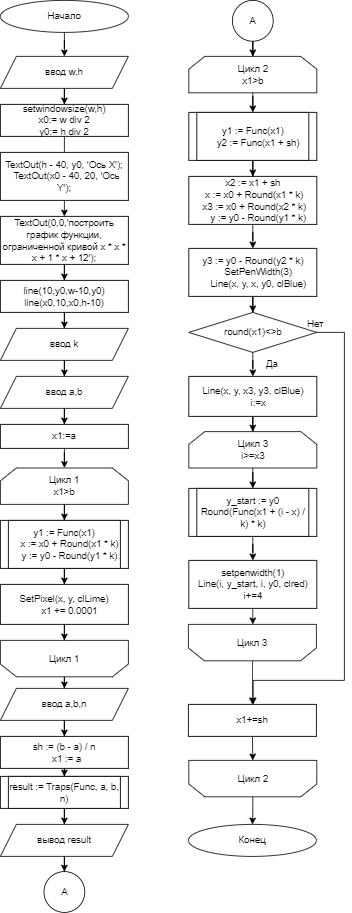 Начало
ввод w,h
setwindowsize(w,h)
x0:= w div 2
y0:= h div 2
TextOut(h - 40, y0, 'Ось X');
TextOut(x0 - 40, 20, 'Ось
Y');
TextOut(0,0,'построить
график функции,
ограниченной кривой x * x *
x + 1 * x + 12');
line(10,y0,w-10,y0)
line(x0,10,x0,h-10)
ввод k
ввод a,b
x1:=a
Цикл 1
x1>b
y1 := Func(x1)
x := x0 + Round(x1 * k)
y := y0 - Round(y1 * k)
SetPixel(x, y, clLime)
x1 += 0.0001
Цикл 1
ввод a,b,n
sh := (b - a) / n
x1 := a
result := Traps(Func, a, b,
n)
вывод result
А
А
Цикл 2
x1>b
y1 := Func(x1)
y2 := Func(x1 + sh)
x2 := x1 + sh
x := x0 + Round(x1 * k)
x3 := x0 + Round(x2 * k)
y := y0 - Round(y1 * k)
y3 := y0 - Round(y2 * k)
SetPenWidth(3)
Line(x, y, x, y0, clBlue)
round(x1)<>b
Нет
Да
Line(x, y, x3, y3, clBlue)
i:=x
Цикл 3
i>=x3
y_start := y0
Round(Func(x1 + (i - x) /
k) * k)
setpenwidth(1)
Line(i, y_start, i, y0, clred)
i+=4
Цикл 3
x1+=sh
Цикл 2
Конец